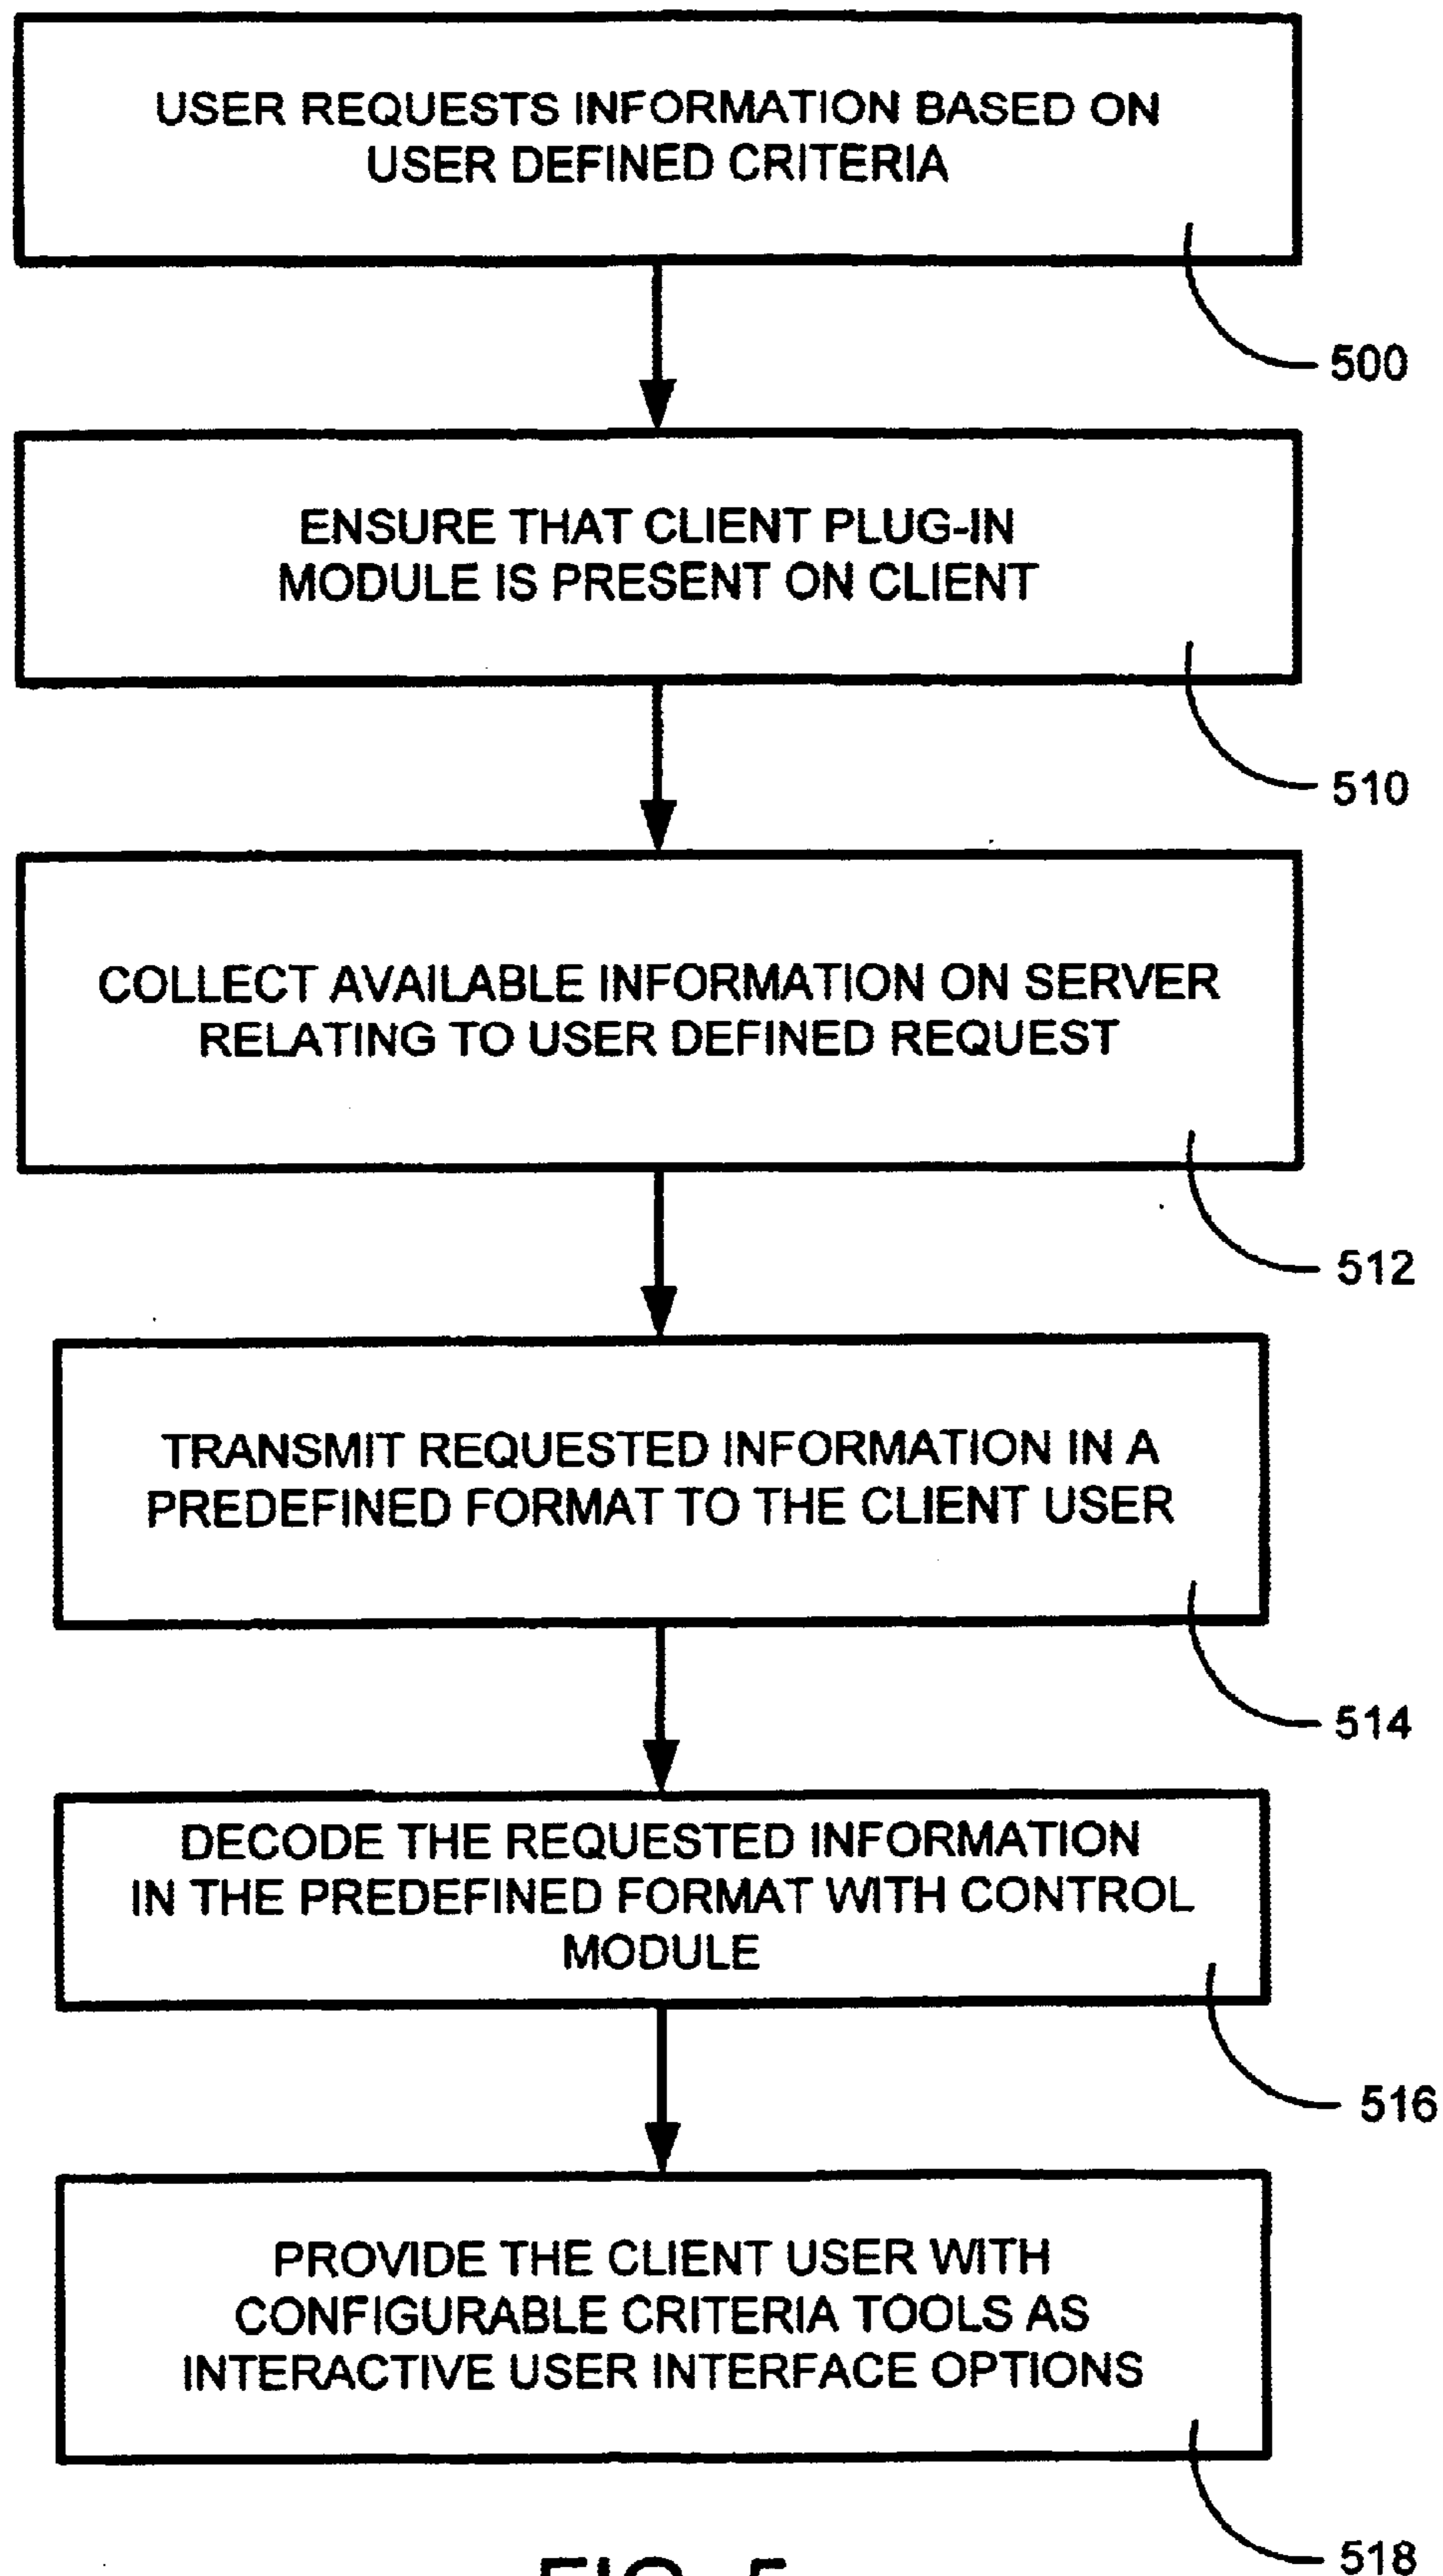 USER REQUESTS INFORMATION BASED ON
USER DEFINED CRITERIA
500
ENSURE THAT CLIENT PLUG-IN
MODULE IS PRESENT ON CLIENT
510
COLLECT AVAILABLE INFORMATION ON SERVER
RELATING TO USER DEFINED REQUEST
512
TRANSMIT REQUESTED INFORMATION IN A
PREDEFINED FORMAT TO THE CLIENT USER
514
DECODE THE REQUESTED INFORMATION
IN THE PREDEFINED FORMAT WITH CONTROL
MODULE
516
PROVIDE THE CLIENT USER WITH
CONFIGURABLE CRITERIA TOOLS AS
INTERACTIVE USER INTERFACE OPTIONS
518
FIG. 5